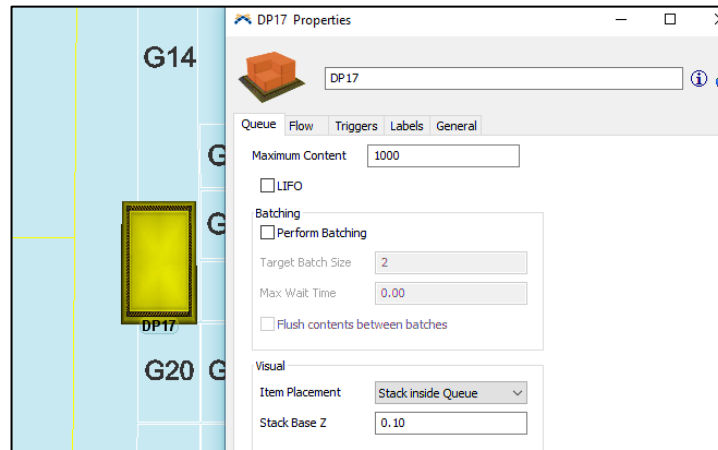 G14
G
G
DP17
G20 G
DP17 Properties
DP17
Queue Flow Triggers Labels General
Maximum Content 1000
LIFO
Batching
Perform Batching
Target Batch Size 2
Max Wait Time 0.00
Flush contents between batches
Visual
Item Placement Stack inside Queue
Stack Base Z 0.10